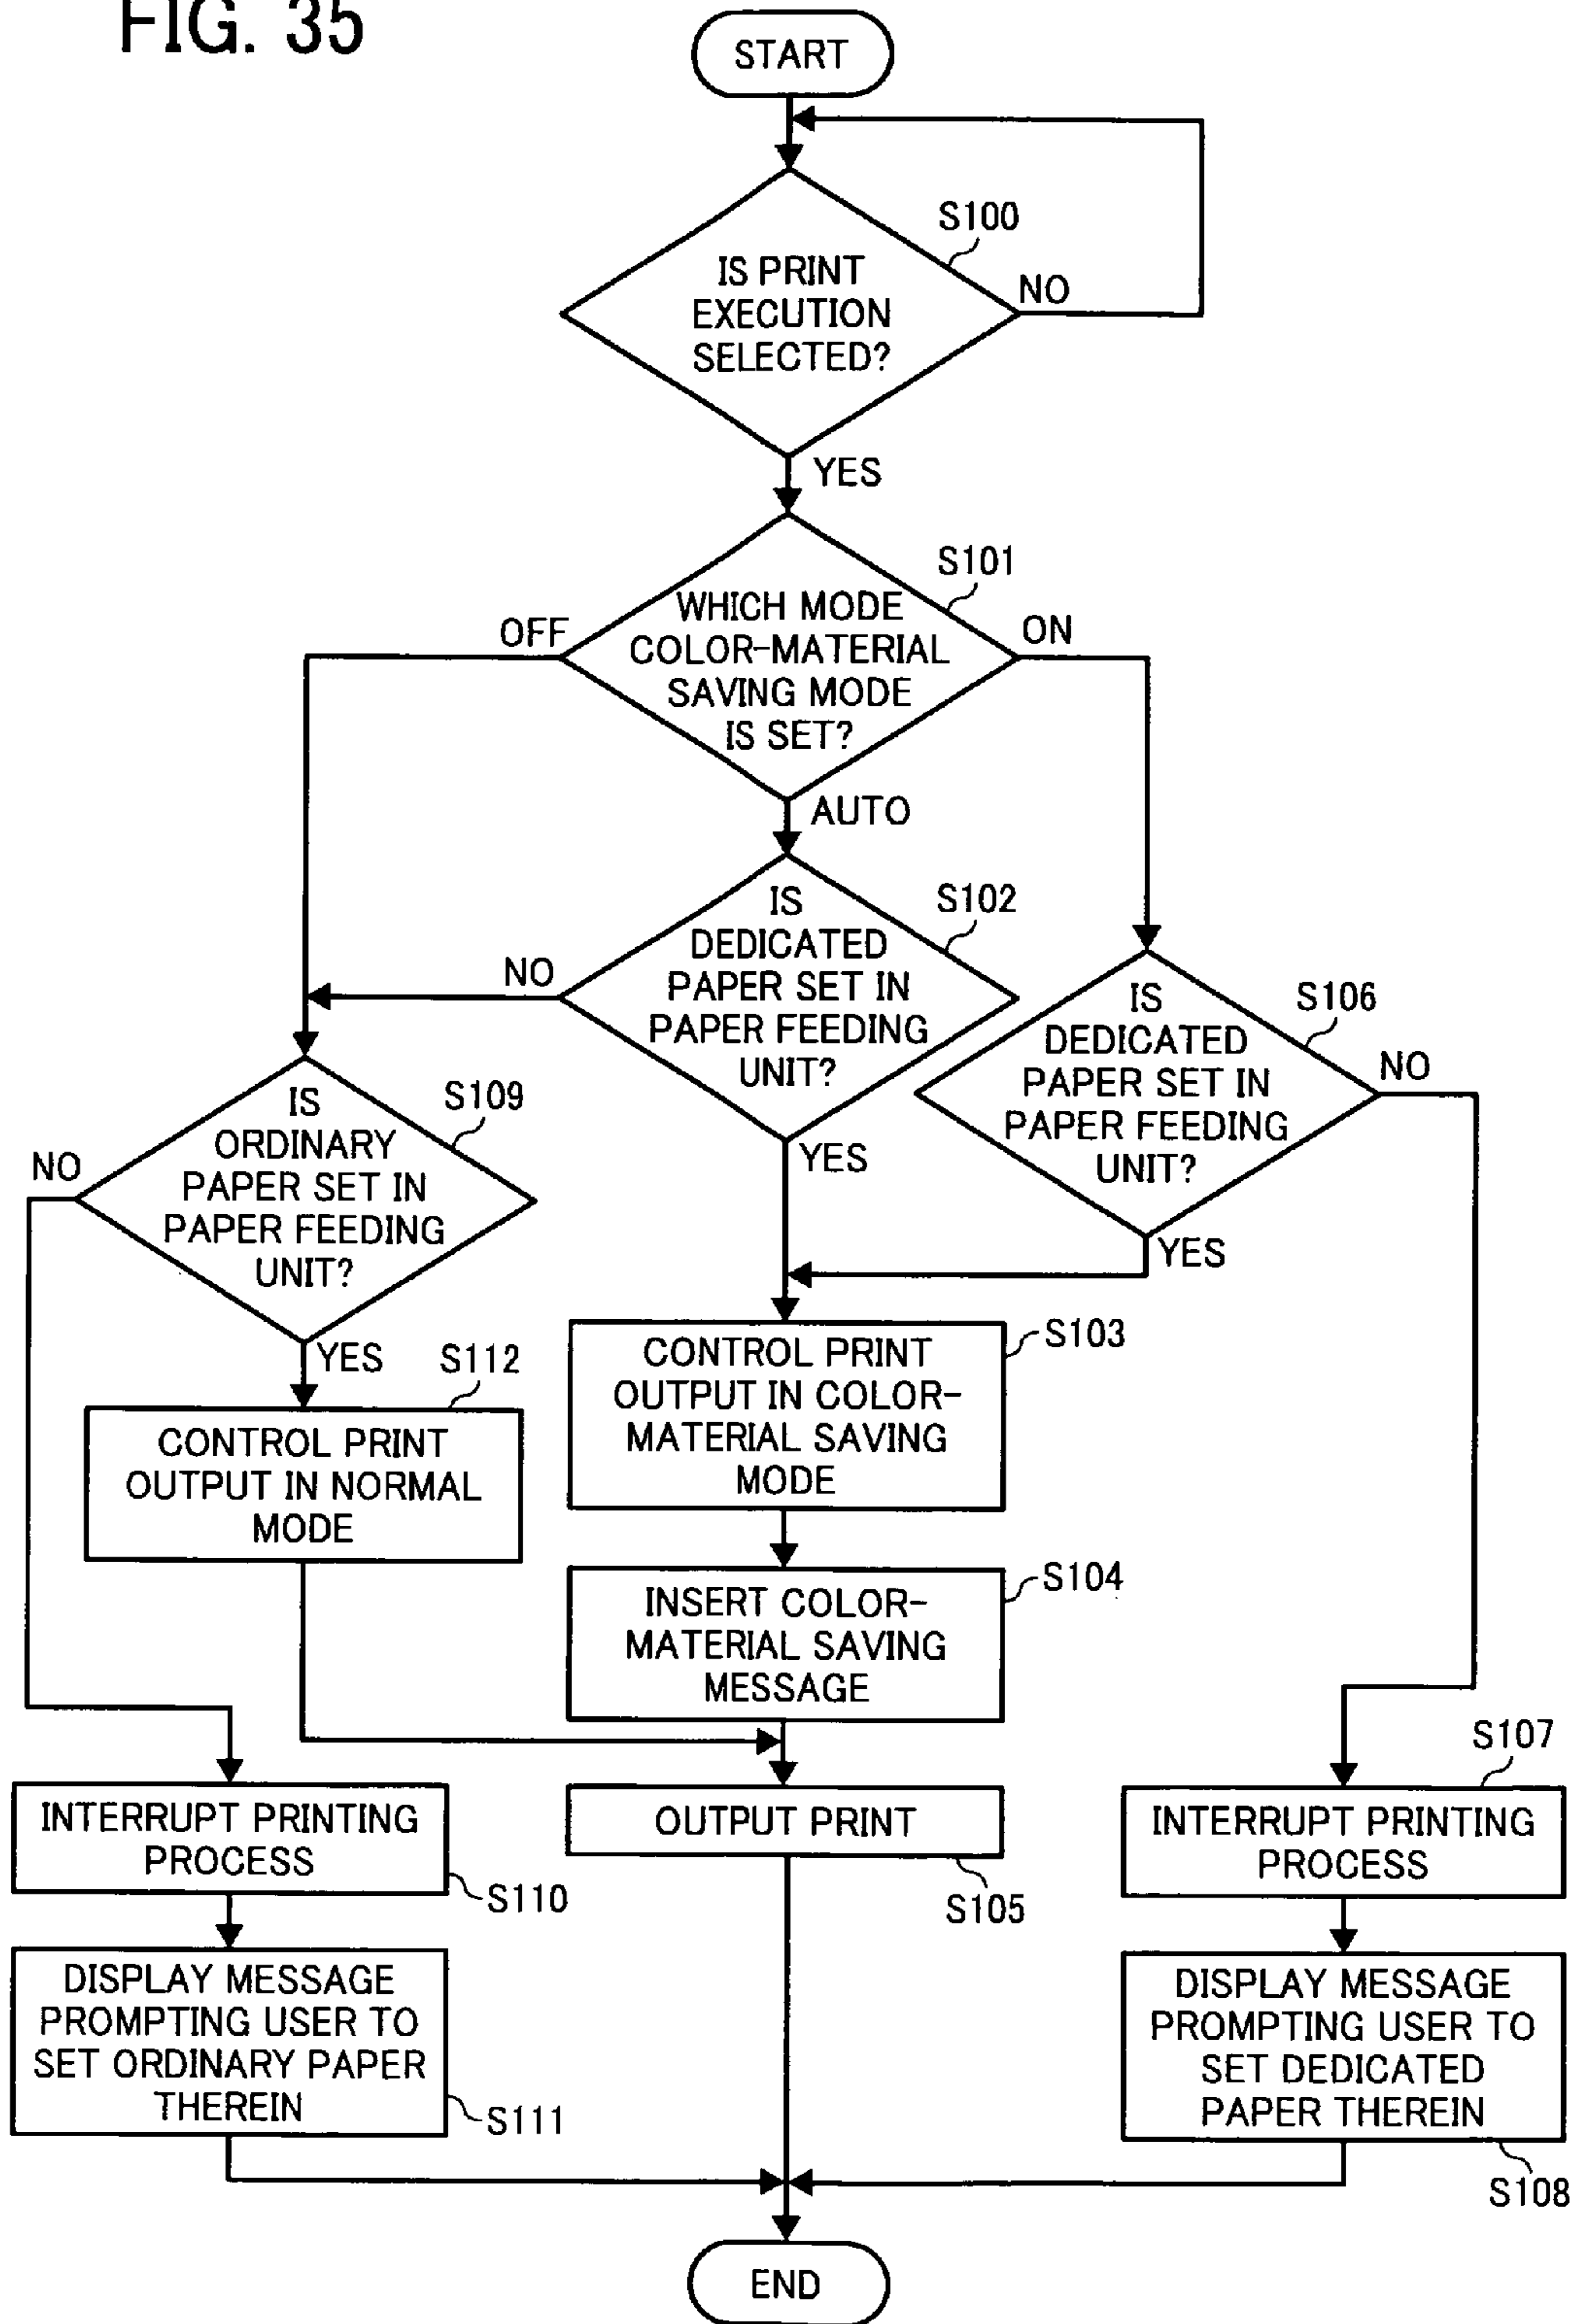 FIG. 35
START
S100
IS PRINT
EXECUTION
SELECTED?
NO
YES
S101
WHICH MODE
COLOR-MATERIAL
SAVING MODE
IS SET?
OFF
ON
AUTO
S102
IS
DEDICATED
PAPER SET IN
PAPER FEEDING
UNIT?
NO
YES
S106
IS
DEDICATED
PAPER SET IN
PAPER FEEDING
UNIT?
NO
YES
S109
IS
ORDINARY
PAPER SET IN
PAPER FEEDING
UNIT?
NO
YES
S112
CONTROL PRINT
OUTPUT IN NORMAL
MODE
S103
CONTROL PRINT
OUTPUT IN COLOR-
MATERIAL SAVING
MODE
S104
INSERT COLOR-
MATERIAL SAVING
MESSAGE
INTERRUPT PRINTING
PROCESS
S110
OUTPUT PRINT
S105
S107
INTERRUPT PRINTING
PROCESS
DISPLAY MESSAGE
PROMPTING USER TO
SET ORDINARY PAPER
THEREIN
S111
DISPLAY MESSAGE
PROMPTING USER TO
SET DEDICATED
PAPER THEREIN
S108
END